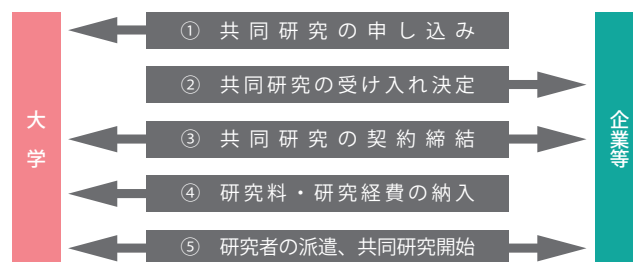 ① 共同研究の申し込み
② 共同研究の受け入れ決定
大学
③ 共同研究の契約締結
企業等
④ 研究料・研究経費の納入
⑤ 研究者の派遣、共同研究開始